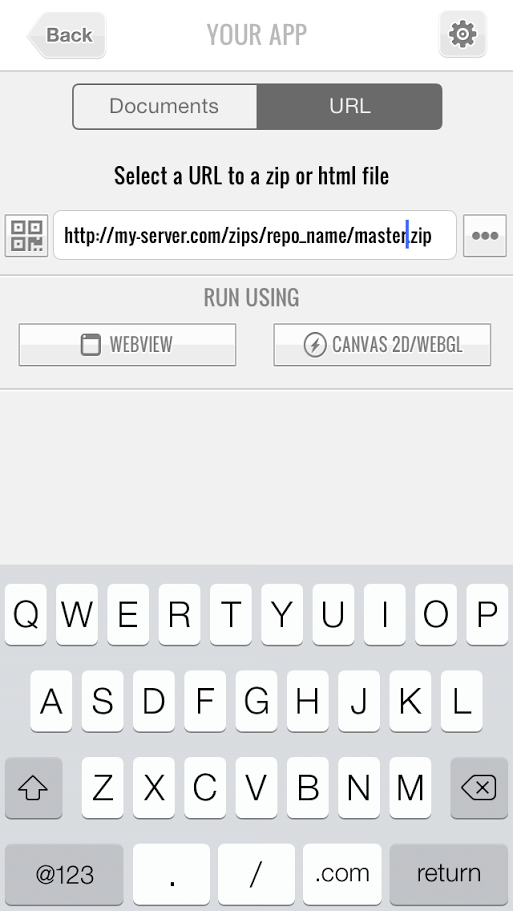 Back YOUR APP
Documents URL
Select a URL to a zip or html file
http://my-server.com/zips/repo_name/master.zip
RUN USING
WEBVIEW CANVAS 2D/WEBGL
Q W E R T Y U I O P
A S D F G H J K L
Z X C V B N M
@123 . / .com return